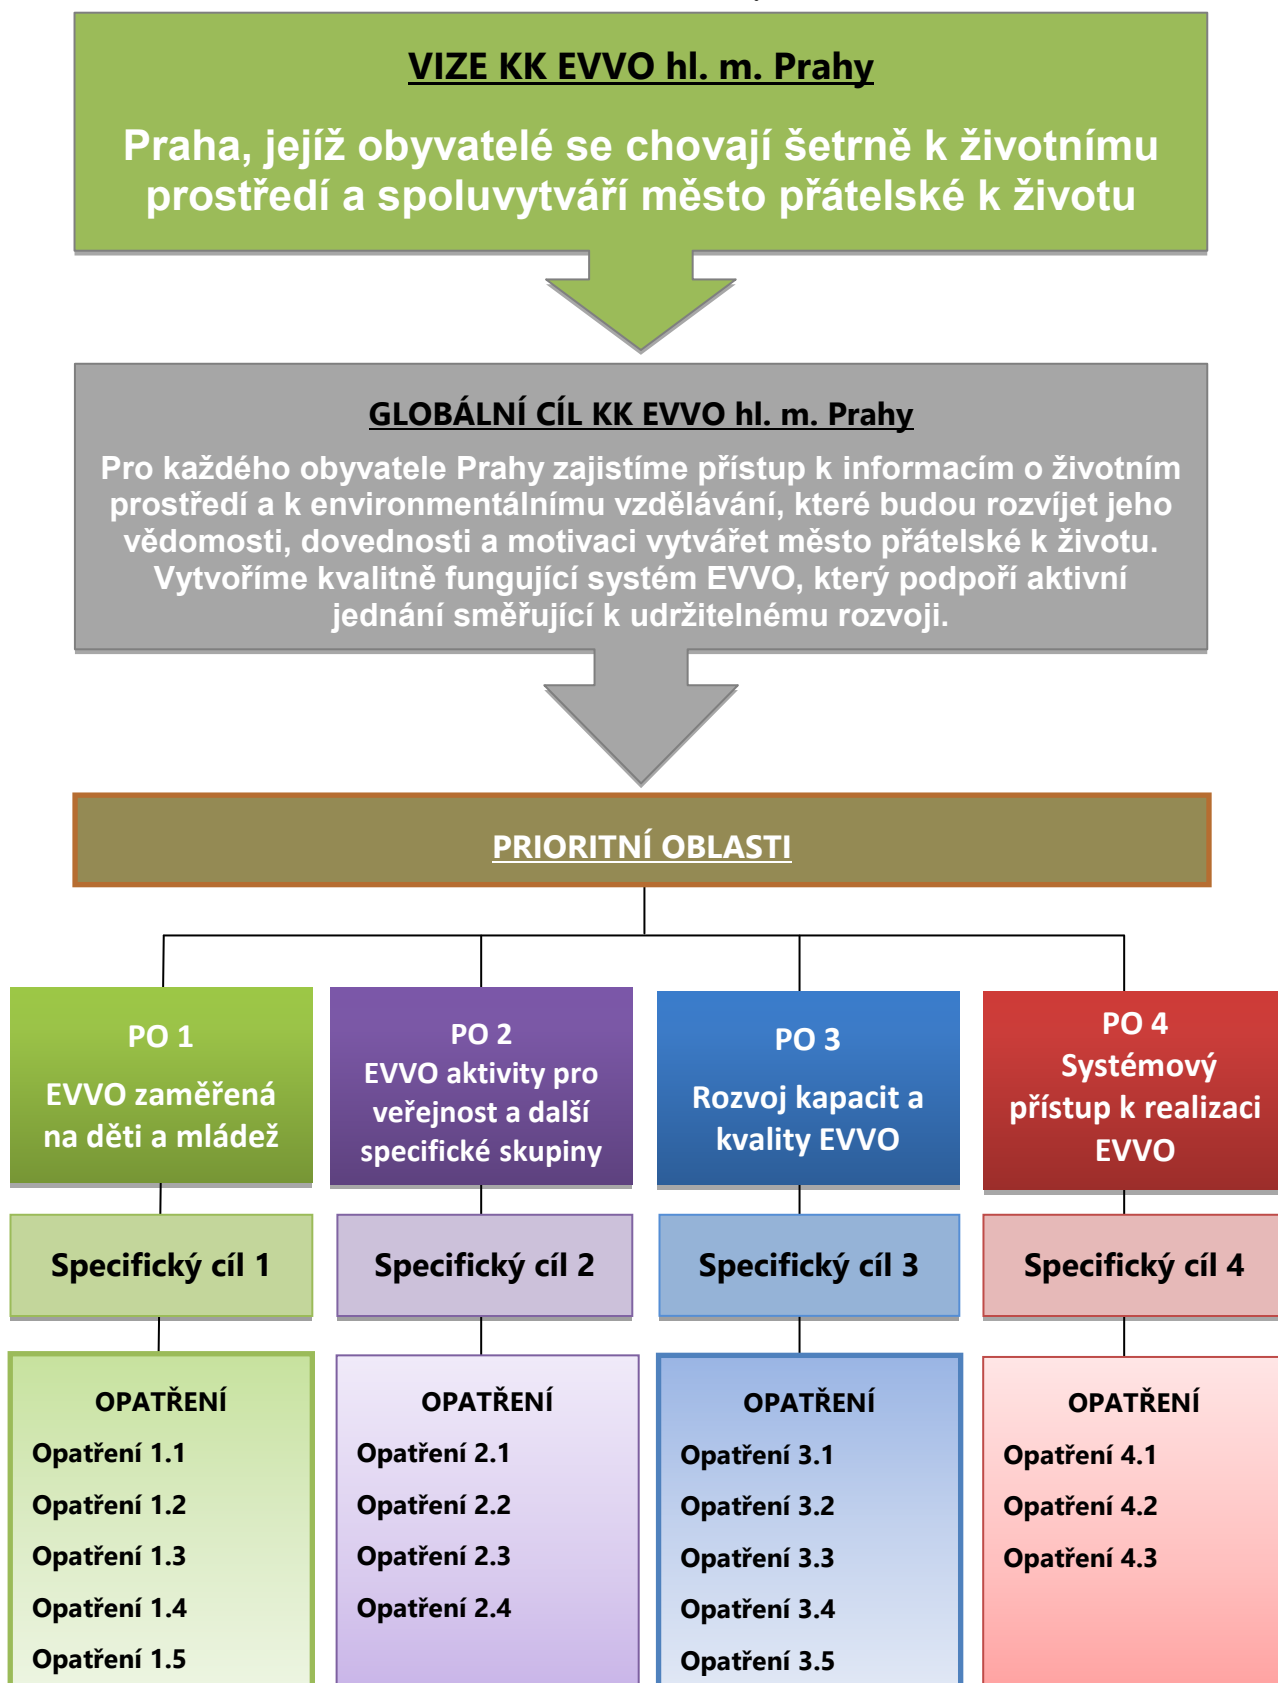 VIZE KK EVVO hl. m. Prahy
Praha, jejíž obyvatelé se chovají šetrně k životnímu
prostředí a spoluvytváří město přátelské k životu
GLOBÁLNÍ CÍL KK EVVO hl. m. Prahy
Pro každého obyvatele Prahy zajistíme přístup k informacím o životním
prostředí a k environmentálnímu vzdělávání, které budou rozvíjet jeho
vědomosti, dovednosti a motivaci vytvářet město přátelské k životu.
Vytvoříme kvalitně fungující systém EVVO, který podpoří aktivní
jednání směřující k udržitelnému rozvoji.
PRIORITNÍ OBLASTI
PO 1
EVVO zaměřená
na děti a mládež
PO 2
EVVO aktivity pro
veřejnost a další
specifické skupiny
PO 3
Rozvoj kapacit a
kvality EVVO
PO 4
Systémový
přístup k realizaci
EVVO
Specifický cíl 1
Specifický cíl 2
Specifický cíl 3
Specifický cíl 4
OPATŘENÍ
Opatření 1.1
Opatření 1.2
Opatření 1.3
Opatření 1.4
Opatření 1.5
OPATŘENÍ
Opatření 2.1
Opatření 2.2
Opatření 2.3
Opatření 2.4
OPATŘENÍ
Opatření 3.1
Opatření 3.2
Opatření 3.3
Opatření 3.4
Opatření 3.5
OPATŘENÍ
Opatření 4.1
Opatření 4.2
Opatření 4.3